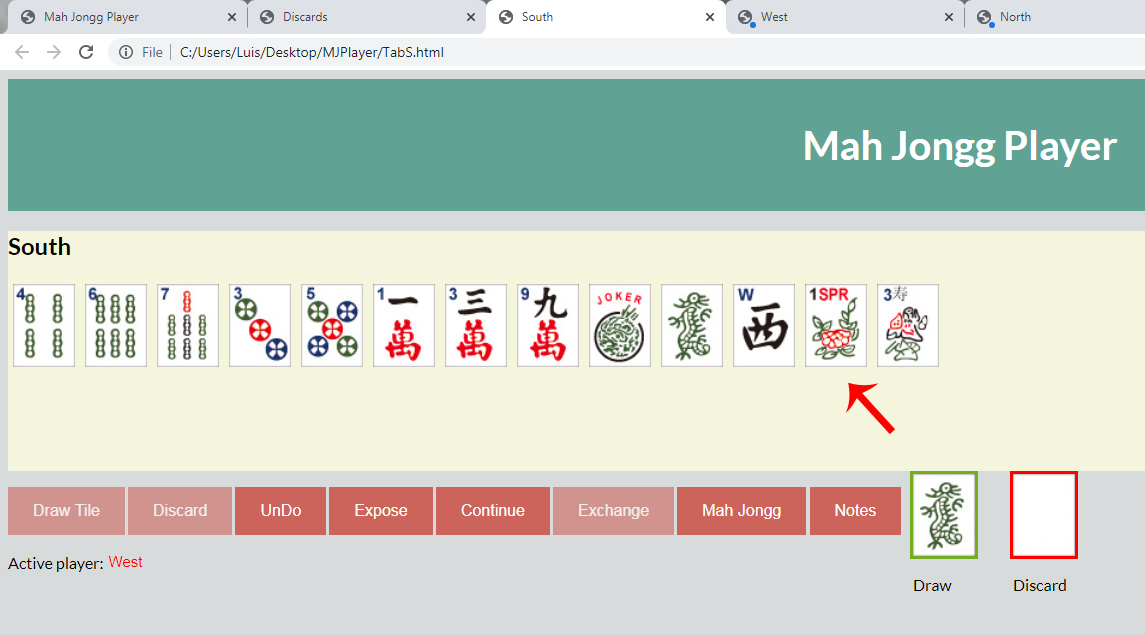 Mah Jongg Player
Discards
South
West
North
File
C:/Users/Luis/Desktop/MJPlayer/TabS.html
Mah Jongg Player
South
4
6
7
3
5
1 一萬
3 三萬
9 九萬
JOKER
W 西
1SPR
3寿
Draw Tile
Discard
UnDo
Expose
Continue
Exchange
Mah Jongg
Notes
Active player: West
Draw
Discard